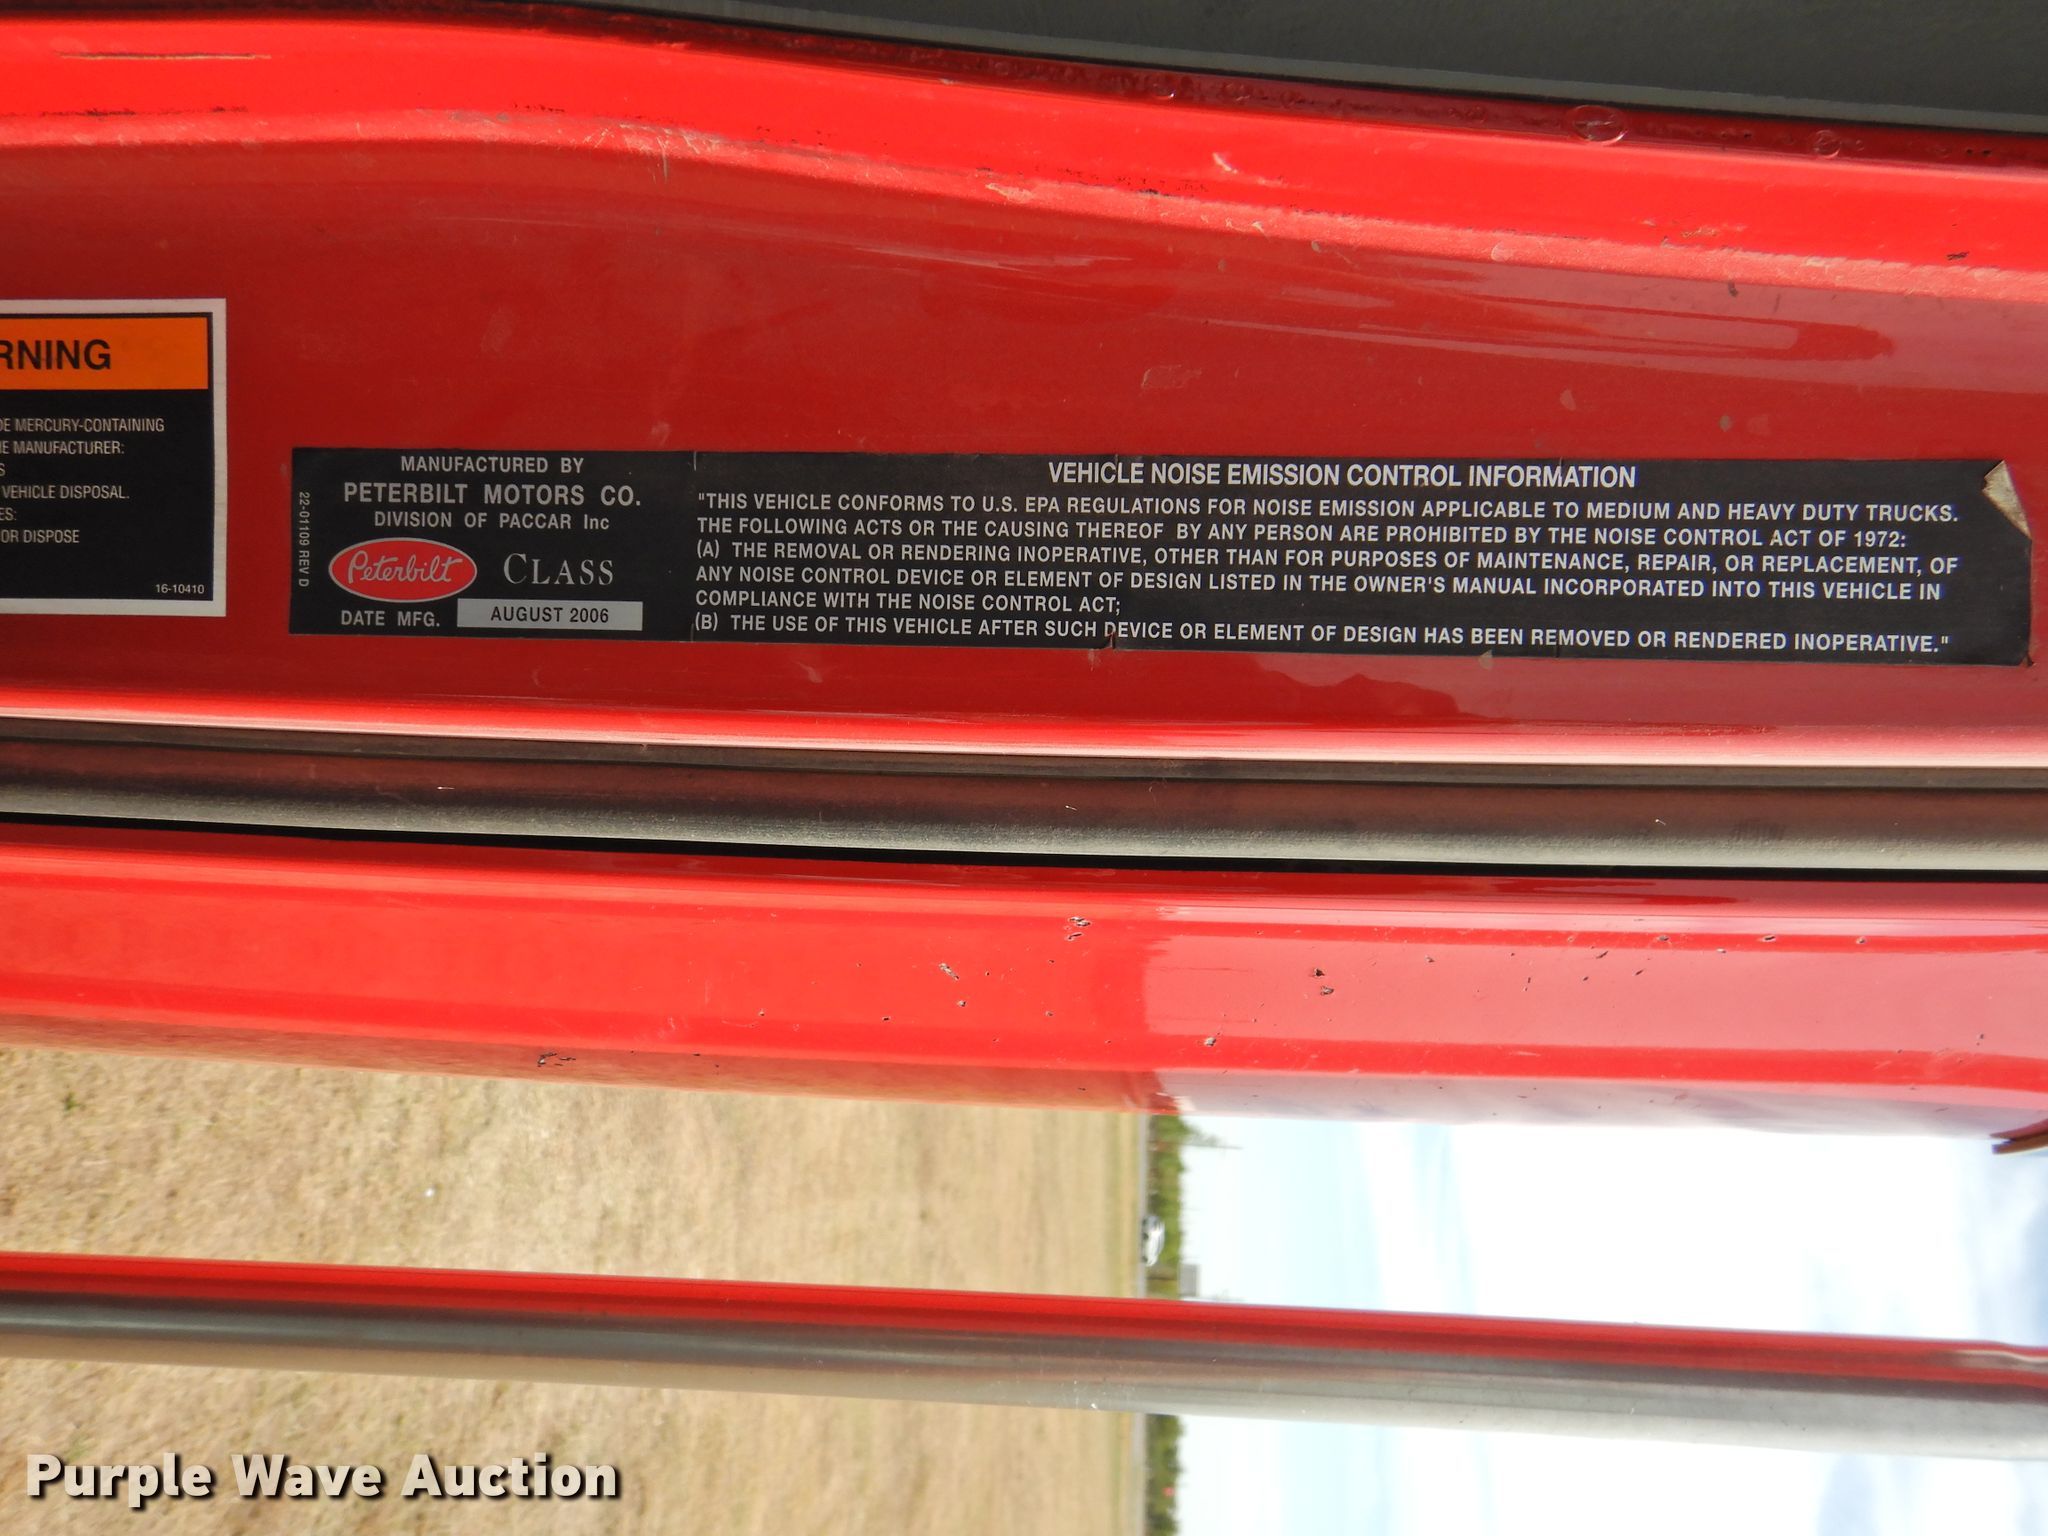 RNING
DE MERCURY-CONTAINING
E MANUFACTURER:
S
VEHICLE DISPOSAL.
ES:
OR DISPOSE
16-10410
22-01109 REV D
MANUFACTURED BY
PETERBILT MOTORS CO.
DIVISION OF PACCAR Inc
Peterbilt CLASS
DATE MFG. AUGUST 2006
VEHICLE NOISE EMISSION CONTROL INFORMATION
"THIS VEHICLE CONFORMS TO U.S. EPA REGULATIONS FOR NOISE EMISSION APPLICABLE TO MEDIUM AND HEAVY DUTY TRUCKS.
THE FOLLOWING ACTS OR THE CAUSING THEREOF BY ANY PERSON ARE PROHIBITED BY THE NOISE CONTROL ACT OF 1972:
(A) THE REMOVAL OR RENDERING INOPERATIVE, OTHER THAN FOR PURPOSES OF MAINTENANCE, REPAIR, OR REPLACEMENT, OF
ANY NOISE CONTROL DEVICE OR ELEMENT OF DESIGN LISTED IN THE OWNER'S MANUAL INCORPORATED INTO THIS VEHICLE IN
COMPLIANCE WITH THE NOISE CONTROL ACT;
(B) THE USE OF THIS VEHICLE AFTER SUCH DEVICE OR ELEMENT OF DESIGN HAS BEEN REMOVED OR RENDERED INOPERATIVE."
Purple Wave Auction